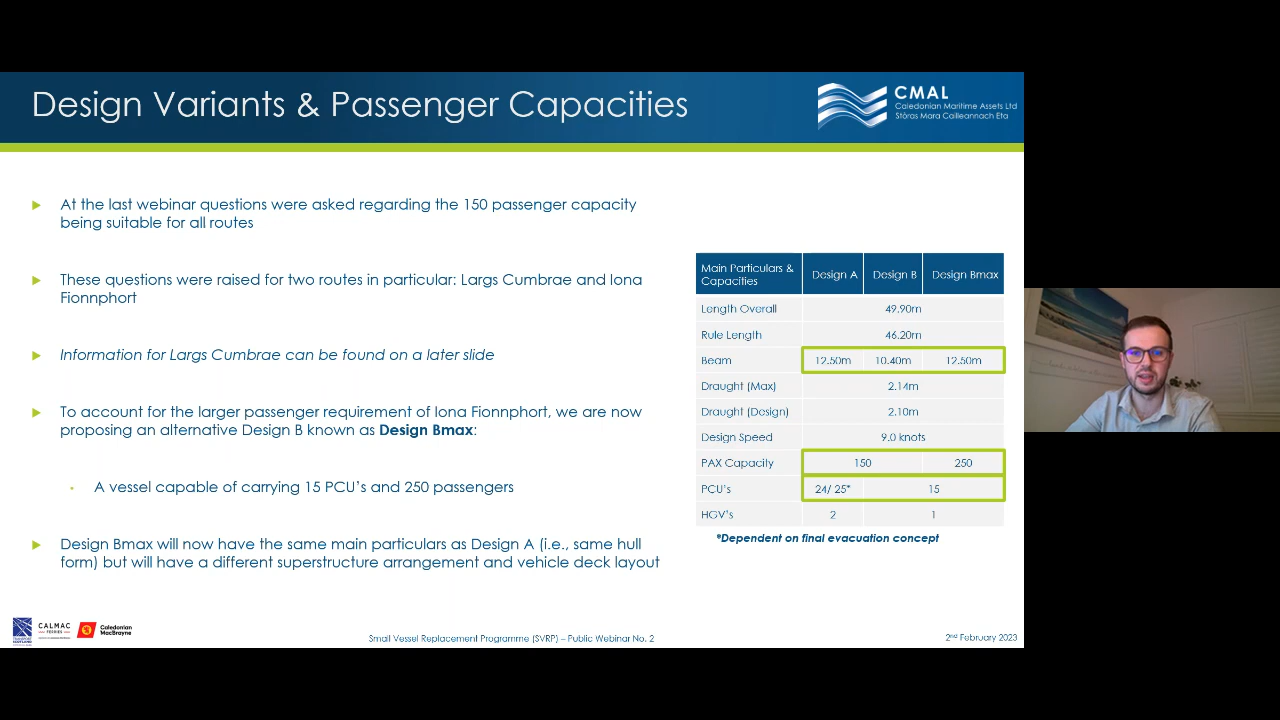 Design Variants & Passenger Capacities
CMAL
Caledonian Maritime Assets Ltd
Stòras Mara Cailleannach Eta
At the last webinar questions were asked regarding the 150 passenger capacity
being suitable for all routes
These questions were raised for two routes in particular: Largs Cumbrae and Iona
Fionnphort
Information for Largs Cumbrae can be found on a later slide
To account for the larger passenger requirement of Iona Fionnphort, we are now
proposing an alternative Design B known as Design Bmax:
A vessel capable of carrying 15 PCU's and 250 passengers
Design Bmax will now have the same main particulars as Design A (i.e., same hull
form) but will have a different superstructure arrangement and vehicle deck layout
Main Particulars &
Capacities Design A Design B Design Bmax
Length Overall 49.90m
Rule Length 46.20m
Beam 12.50m 10.40m 12.50m
Draught (Max) 2.14m
Draught (Design) 2.10m
Design Speed 9.0 knots
PAX Capacity 150 250
PCU's 24/ 25* 15
HGV's 2 1
*Dependent on final evacuation concept
CALMAC
FERRIES
Caledonian
MacBrayne
Small Vessel Replacement Programme (SVRP) – Public Webinar No. 2
2nd February 2023